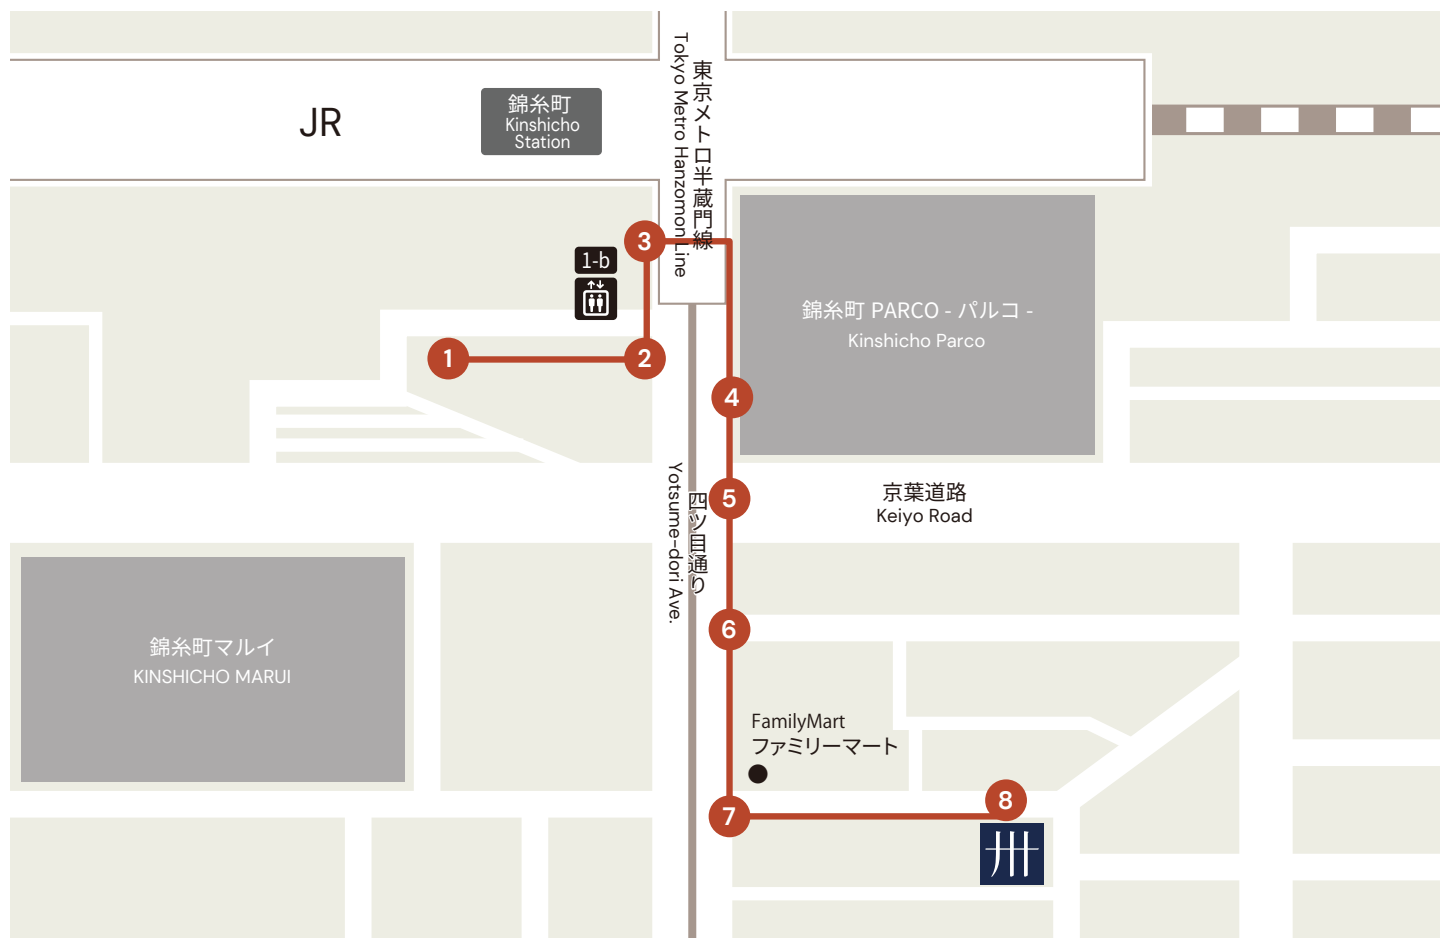 東京メトロ半蔵門線
Tokyo Metro Hanzomon Line
JR
錦糸町
Kinshicho
Station
3
1-b
1
2
錦糸町 PARCO - パルコ -
Kinshicho Parco
4
四ツ目通り
Yotsume-dori Ave.
5
京葉道路
Keiyo Road
錦糸町マルイ
KINSHICHO MARUI
6
FamilyMart
ファミリーマート
7
8